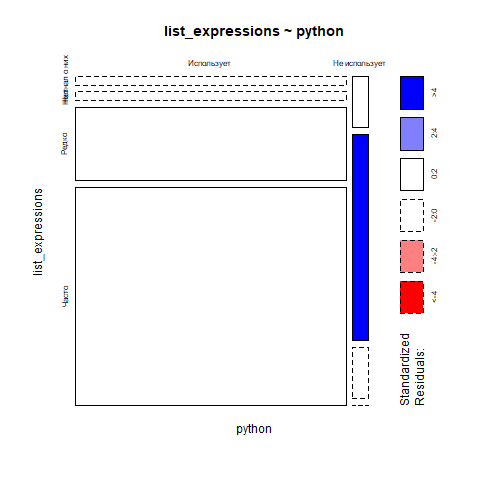 list_expressions ~ python
Использует
Не использует
Редко
Часто
list_expressions
python
>4
2:4
0:2
-2:0
-4:-2
<-4
Standardized
Residuals: